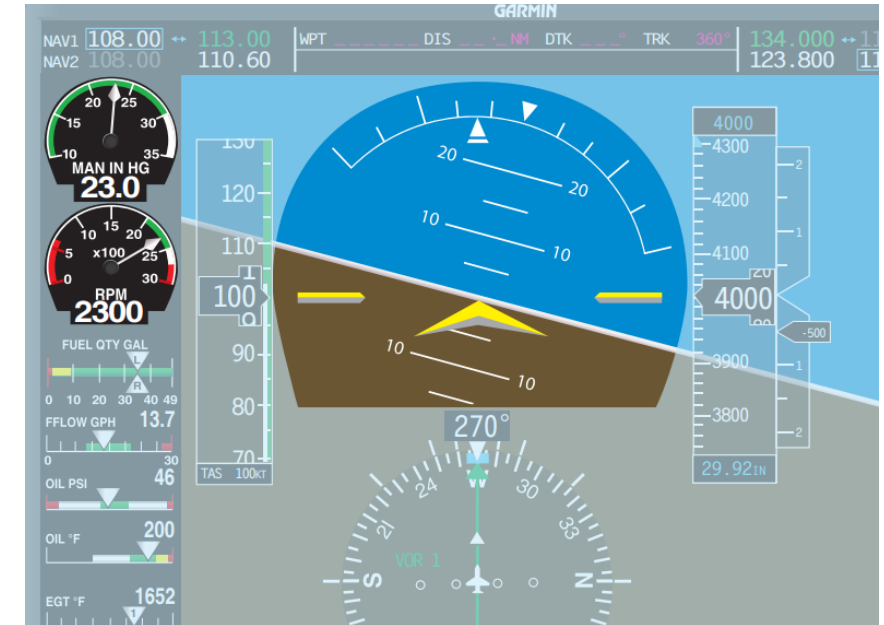 GARMIN
NAV1 108.00 ↔ 113.00 WPT _ _ _ _ _ _ DIS _ _ . _ NM DTK _ _ _ ° TRK 360° 134.000 ↔
NAV2 108.00 110.60 123.800
10 15 20 25 30 35
MAN IN HG
23.0
0 5 10 15 20 25 30
x100
RPM
2300
FUEL QTY GAL
L
R
0 10 20 30 40 49
FFLOW GPH 13.7
0 30
OIL PSI 46
OIL °F 200
EGT °F 1652
1
130
120
110
100
90
80
70
TAS 100KT
20 20
10 10
10 10
4000
4300
4200
4100
4000
3900
3800
29.92IN
2
1
-500
1
2
270°
24 30
21 33
VOR 1
S N